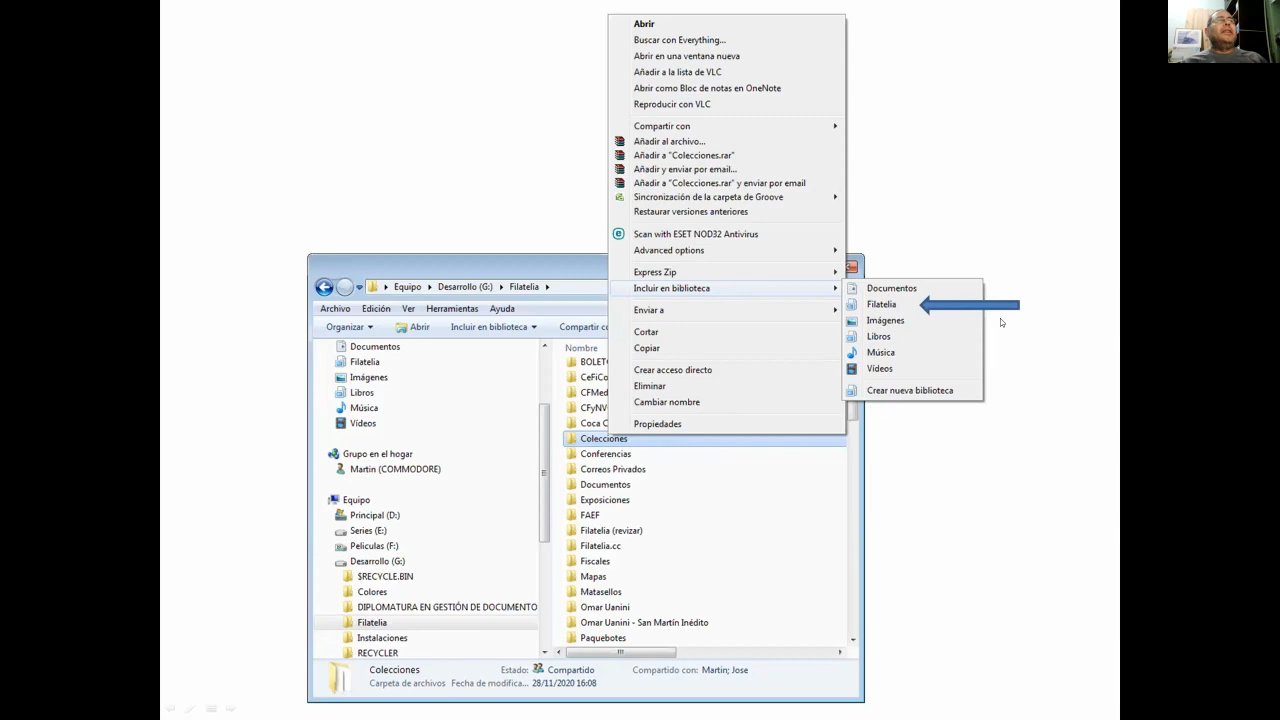 Abrir
Buscar con Everything...
Abrir en una ventana nueva
Añadir a la lista de VLC
Abrir como Bloc de notas en OneNote
Reproducir con VLC
Compartir con
Añadir al archivo...
Añadir a "Colecciones.rar"
Añadir y enviar por email...
Añadir a "Colecciones.rar" y enviar por email
Sincronización de la carpeta de Groove
Restaurar versiones anteriores
Scan with ESET NOD32 Antivirus
Advanced options
Express Zip
Incluir en biblioteca
Enviar a
Cortar
Copiar
Crear acceso directo
Eliminar
Cambiar nombre
Propiedades
Documentos
Filatelia
Imágenes
Libros
Música
Vídeos
Crear nueva biblioteca
Equipo Desarrollo (G:) Filatelia
Archivo Edición Ver Herramientas Ayuda
Organizar Abrir Incluir en biblioteca Compartir co
Documentos
Filatelia
Imágenes
Libros
Música
Vídeos
Grupo en el hogar
Martin (COMMODORE)
Equipo
Principal (D:)
Series (E:)
Peliculas (F:)
Desarrollo (G:)
$RECYCLE.BIN
Colores
DIPLOMATURA EN GESTIÓN DE DOCUMENTO
Filatelia
Instalaciones
RECYCLER
Nombre
BOLET
CeFiCo
CFMed
CFyNV
Coca C
Colecciones
Conferencias
Correos Privados
Documentos
Exposiciones
FAEF
Filatelia (revizar)
Filatelia.cc
Fiscales
Mapas
Matasellos
Omar Uanini
Omar Uanini - San Martín Inédito
Paquebotes
Colecciones Estado: Compartido Compartido con: Martin; Jose
Carpeta de archivos Fecha de modifica... 28/11/2020 16:08